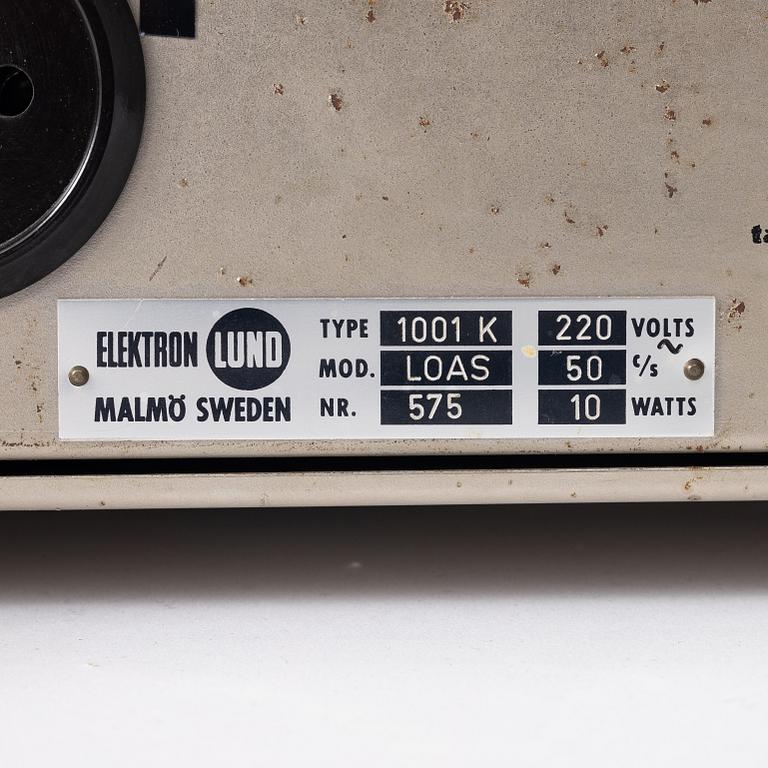 ELEKTRON LUND
MALMÖ SWEDEN
TYPE 1001 K
MOD. LOAS
NR. 575
220 VOLTS ~
50 c/s
10 WATTS